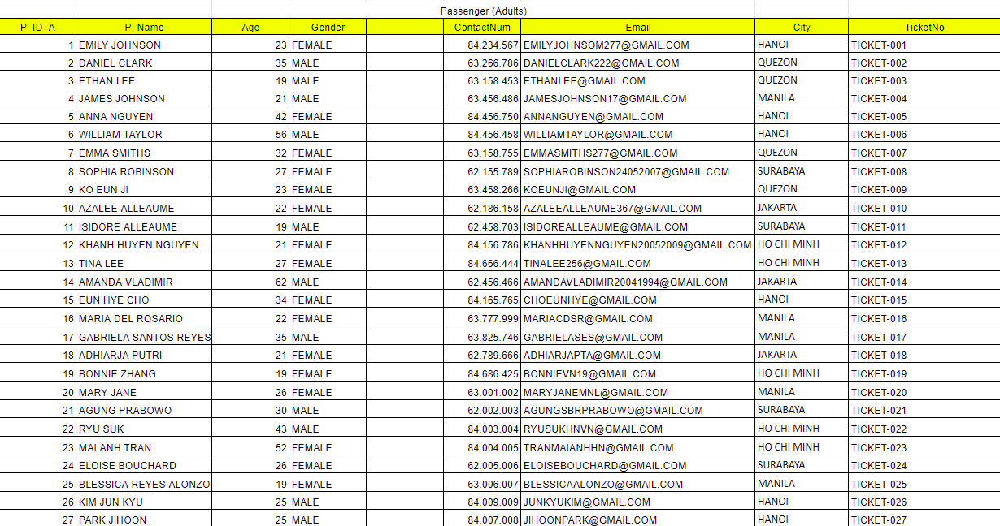 Passenger (Adults)
P_ID_A P_Name Age Gender ContactNum Email City TicketNo
1 EMILY JOHNSON 23 FEMALE 84.234.567 EMILYJOHNSOM277@GMAIL.COM HANOI TICKET-001
2 DANIEL CLARK 35 MALE 63.266.786 DANIELCLARK222@GMAIL.COM QUEZON TICKET-002
3 ETHAN LEE 19 MALE 63.158.453 ETHANLEE@GMAIL.COM QUEZON TICKET-003
4 JAMES JOHNSON 21 MALE 63.456.486 JAMESJOHNSON17@GMAIL.COM MANILA TICKET-004
5 ANNA NGUYEN 42 FEMALE 84.456.750 ANNANGUYEN@GMAIL.COM HANOI TICKET-005
6 WILLIAM TAYLOR 56 MALE 84.456.458 WILLIAMTAYLOR@GMAIL.COM HANOI TICKET-006
7 EMMA SMITHS 32 FEMALE 63.158.755 EMMASMITHS277@GMAIL.COM QUEZON TICKET-007
8 SOPHIA ROBINSON 27 FEMALE 62.155.789 SOPHIAROBINSON24052007@GMAIL.COM SURABAYA TICKET-008
9 KO EUN JI 23 FEMALE 63.458.266 KOEUNJI@GMAIL.COM QUEZON TICKET-009
10 AZALEE ALLEAUME 22 FEMALE 62.186.158 AZALEEALLEAUME367@GMAIL.COM JAKARTA TICKET-010
11 ISIDORE ALLEAUME 19 MALE 62.458.703 ISIDOREALLEAUME@GMAIL.COM SURABAYA TICKET-011
12 KHANH HUYEN NGUYEN 21 FEMALE 84.156.786 KHANHHUYENNGUYEN20052009@GMAIL.COM HO CHI MINH TICKET-012
13 TINA LEE 27 FEMALE 84.666.444 TINALEE256@GMAIL.COM HO CHI MINH TICKET-013
14 AMANDA VLADIMIR 62 MALE 62.456.466 AMANDAVLADIMIR20041994@GMAIL.COM JAKARTA TICKET-014
15 EUN HYE CHO 34 FEMALE 84.165.765 CHOEUNHYE@GMAIL.COM HANOI TICKET-015
16 MARIA DEL ROSARIO 22 FEMALE 63.777.999 MARIACDSR@GMAIL.COM MANILA TICKET-016
17 GABRIELA SANTOS REYES 35 MALE 63.825.746 GABRIELASES@GMAIL.COM MANILA TICKET-017
18 ADHIARJA PUTRI 21 FEMALE 62.789.666 ADHIARJAPTA@GMAIL.COM JAKARTA TICKET-018
19 BONNIE ZHANG 19 FEMALE 84.686.425 BONNIEVN19@GMAIL.COM HO CHI MINH TICKET-019
20 MARY JANE 26 FEMALE 63.001.002 MARYJANEMNL@GMAIL.COM MANILA TICKET-020
21 AGUNG PRABOWO 30 MALE 62.002.003 AGUNGSBRPRABOWO@GMAIL.COM SURABAYA TICKET-021
22 RYU SUK 43 MALE 84.003.004 RYUSUKHNVN@GMAIL.COM HO CHI MINH TICKET-022
23 MAI ANH TRAN 52 FEMALE 84.004.005 TRANMAIANHHN@GMAIL.COM HO CHI MINH TICKET-023
24 ELOISE BOUCHARD 26 FEMALE 62.005.006 ELOISEBOUCHARD@GMAIL.COM SURABAYA TICKET-024
25 BLESSICA REYES ALONZO 19 FEMALE 63.006.007 BLESSICAALONZO@GMAIL.COM MANILA TICKET-025
26 KIM JUN KYU 25 MALE 84.009.009 JUNKYUKIM@GMAIL.COM HANOI TICKET-026
27 PARK JIHOON 25 MALE 84.007.008 JIHOONPARK@GMAIL.COM HANOI TICKET-027